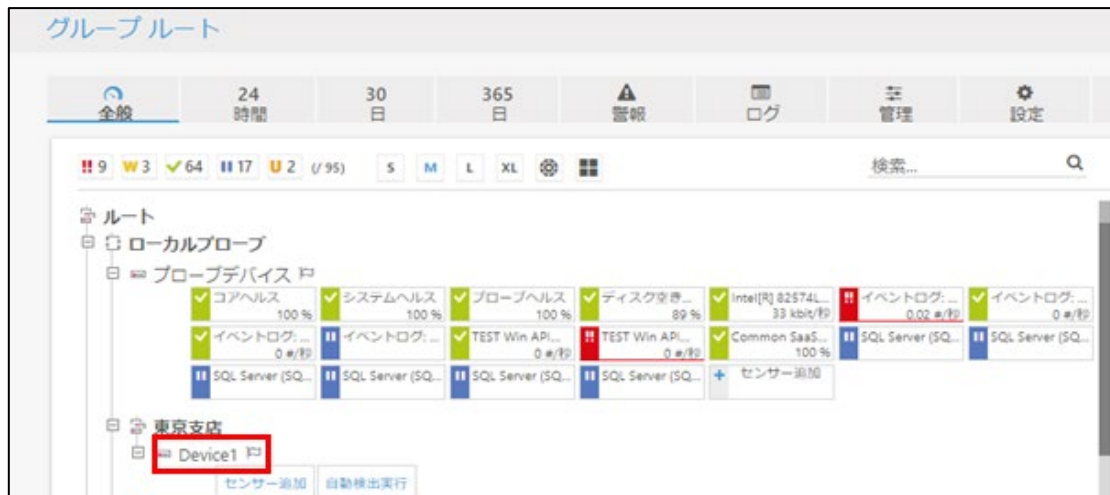 グループ ルート
全般
24
時間
30
日
365
日
警報
ログ
管理
設定
!! 9 W 3 64 II 17 U 2 (/ 95) S M L XL 検索...
ルート
ローカルプローブ
プローブデバイス
コアヘルス システムヘルス プローブヘルス ディスク空き... Intel[R] 82574L... イベントログ: ... イベントログ: ...
100 % 100 % 100 % 89 % 33 kbit/秒 0.02 #/秒 0 #/秒
イベントログ: ... イベントログ: ... TEST Win API... TEST Win API... Common SaaS... SQL Server (SQ... SQL Server (SQ...
0 #/秒 0 #/秒 0 #/秒 100 %
SQL Server (SQ... SQL Server (SQ... SQL Server (SQ... SQL Server (SQ... + センサー追加
東京支店
Device1
センサー追加 自動検出実行